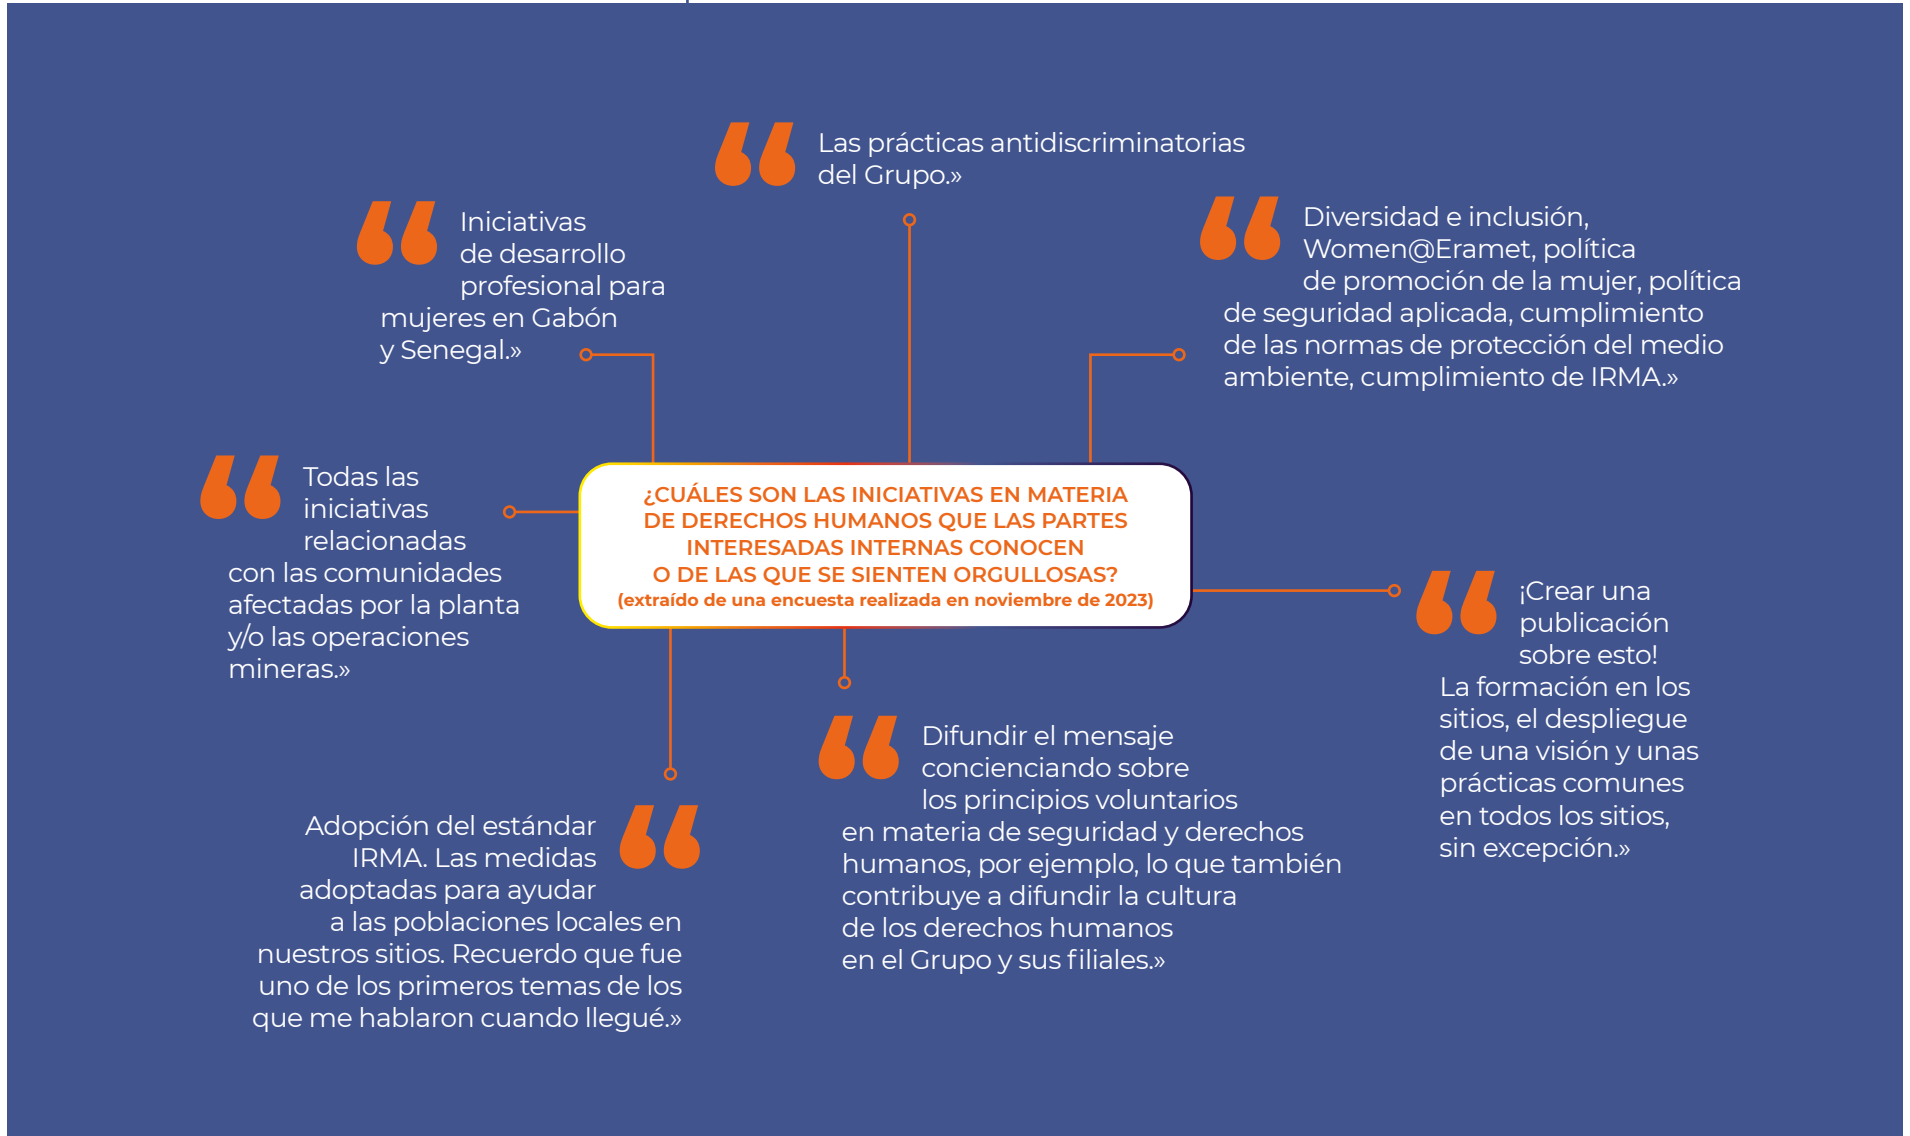 “ Las prácticas antidiscriminatorias
del Grupo.»
“ Iniciativas
de desarrollo
profesional para
mujeres en Gabón
y Senegal.»
“ Diversidad e inclusión,
Women@Eramet, política
de promoción de la mujer, política
de seguridad aplicada, cumplimiento
de las normas de protección del medio
ambiente, cumplimiento de IRMA.»
“ Todas las
iniciativas
relacionadas
con las comunidades
afectadas por la planta
y/o las operaciones
mineras.»
¿CUÁLES SON LAS INICIATIVAS EN MATERIA
DE DERECHOS HUMANOS QUE LAS PARTES
INTERESADAS INTERNAS CONOCEN
O DE LAS QUE SE SIENTEN ORGULLOSAS?
(extraído de una encuesta realizada en noviembre de 2023)
“ ¡Crear una
publicación
sobre esto!
La formación en los
sitios, el despliegue
de una visión y unas
prácticas comunes
en todos los sitios,
sin excepción.»
“ Adopción del estándar
IRMA. Las medidas
adoptadas para ayudar
a las poblaciones locales en
nuestros sitios. Recuerdo que fue
uno de los primeros temas de los
que me hablaron cuando llegué.»
“ Difundir el mensaje
concienciando sobre
los principios voluntarios
en materia de seguridad y derechos
humanos, por ejemplo, lo que también
contribuye a difundir la cultura
de los derechos humanos
en el Grupo y sus filiales.»